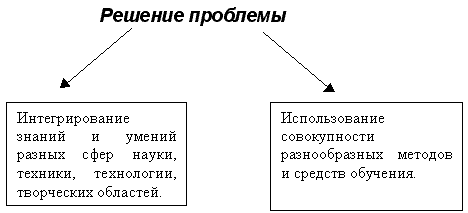 Решение проблемы
Интегрирование
знаний и умений
разных сфер науки,
техники, технологии,
творческих областей.
Использование
совокупности
разнообразных методов
и средств обучения.